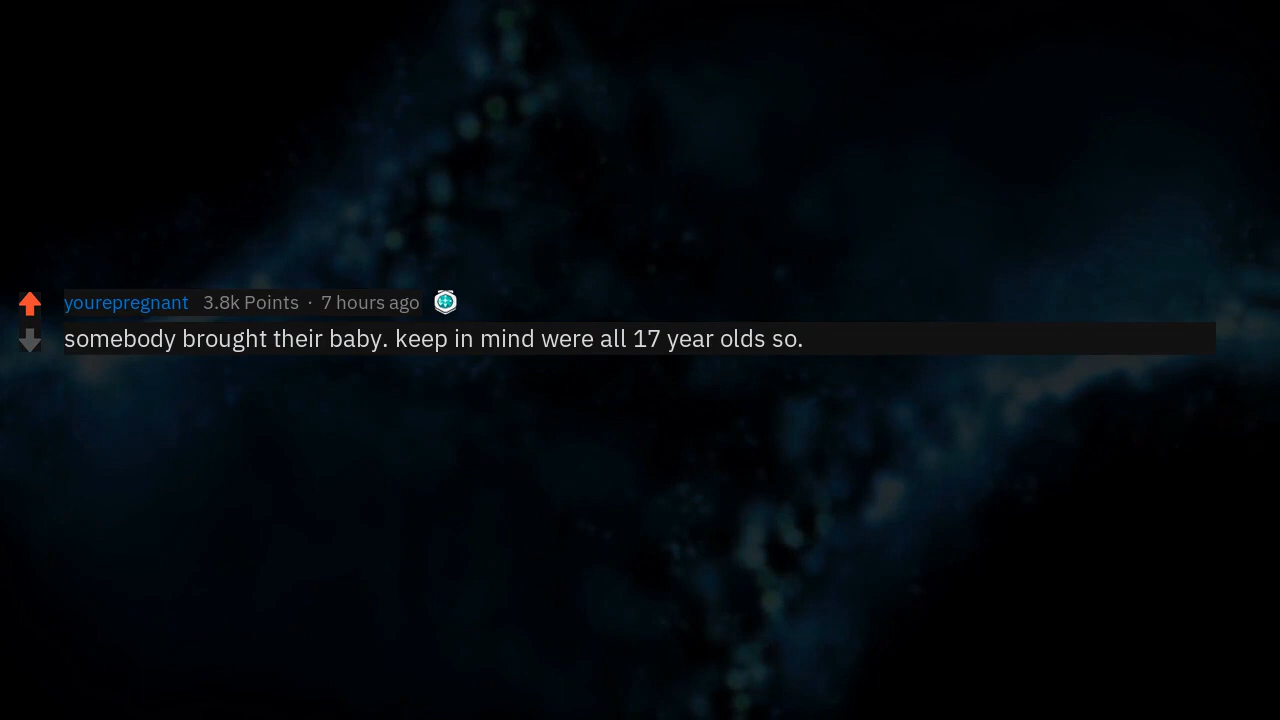 yourepregnant 3.8k Points · 7 hours ago
somebody brought their baby. keep in mind were all 17 year olds so.